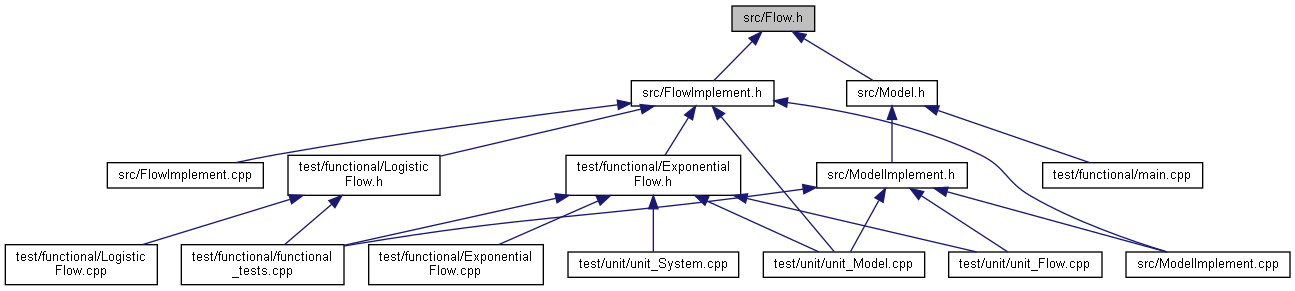 src/Flow.h
src/FlowImplement.h
src/Model.h
src/FlowImplement.cpp
test/functional/Logistic
Flow.h
test/functional/Exponential
Flow.h
src/ModelImplement.h
test/functional/main.cpp
test/functional/Logistic
Flow.cpp
test/functional/functional
_tests.cpp
test/functional/Exponential
Flow.cpp
test/unit/unit_System.cpp
test/unit/unit_Model.cpp
test/unit/unit_Flow.cpp
src/ModelImplement.cpp